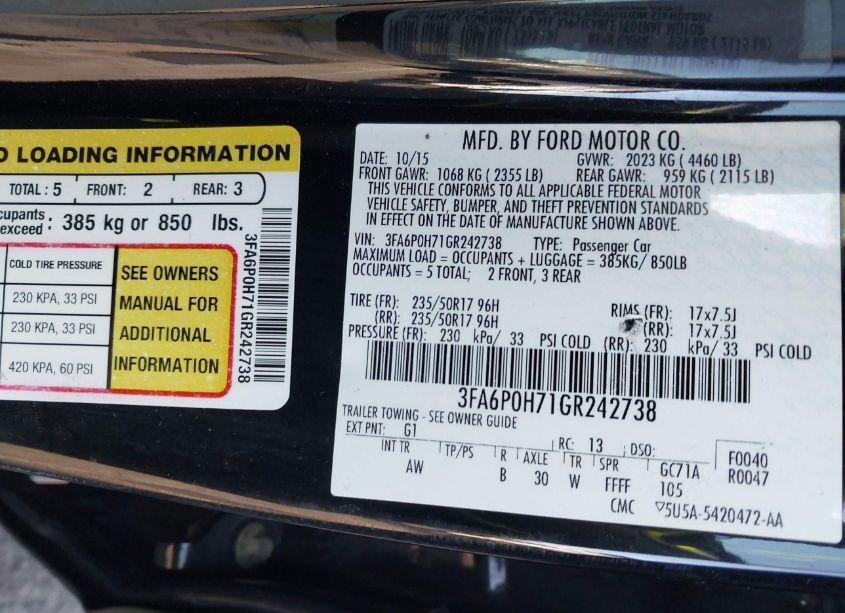 O LOADING INFORMATION
TOTAL: 5 FRONT: 2 REAR: 3
cupants
exceed : 385 kg or 850 lbs.
COLD TIRE PRESSURE
230 KPA, 33 PSI
230 KPA, 33 PSI
420 KPA, 60 PSI
SEE OWNERS
MANUAL FOR
ADDITIONAL
INFORMATION
3FA6P0H71GR242738
MFD. BY FORD MOTOR CO.
DATE: 10/15 GVWR: 2023 KG ( 4460 LB)
FRONT GAWR: 1068 KG ( 2355 LB) REAR GAWR: 959 KG ( 2115 LB)
THIS VEHICLE CONFORMS TO ALL APPLICABLE FEDERAL MOTOR
VEHICLE SAFETY, BUMPER, AND THEFT PREVENTION STANDARDS
IN EFFECT ON THE DATE OF MANUFACTURE SHOWN ABOVE.
VIN: 3FA6P0H71GR242738 TYPE: Passenger Car
MAXIMUM LOAD = OCCUPANTS + LUGGAGE = 385KG/ 850LB
OCCUPANTS = 5 TOTAL; 2 FRONT, 3 REAR
TIRE (FR): 235/50R17 96H RIMS (FR): 17x7.5J
(RR): 235/50R17 96H (RR): 17x7.5J
PRESSURE (FR): 230 kPa/ 33 PSI COLD (RR): 230 kPa/ 33 PSI COLD
3FA6P0H71GR242738
TRAILER TOWING - SEE OWNER GUIDE
EXT PNT: G1 RC: 13 DSO: F0040
INT TR TP/PS R AXLE TR SPR GC71A R0047
AW B 30 W FFFF 105
CMC ▽5U5A-5420472-AA